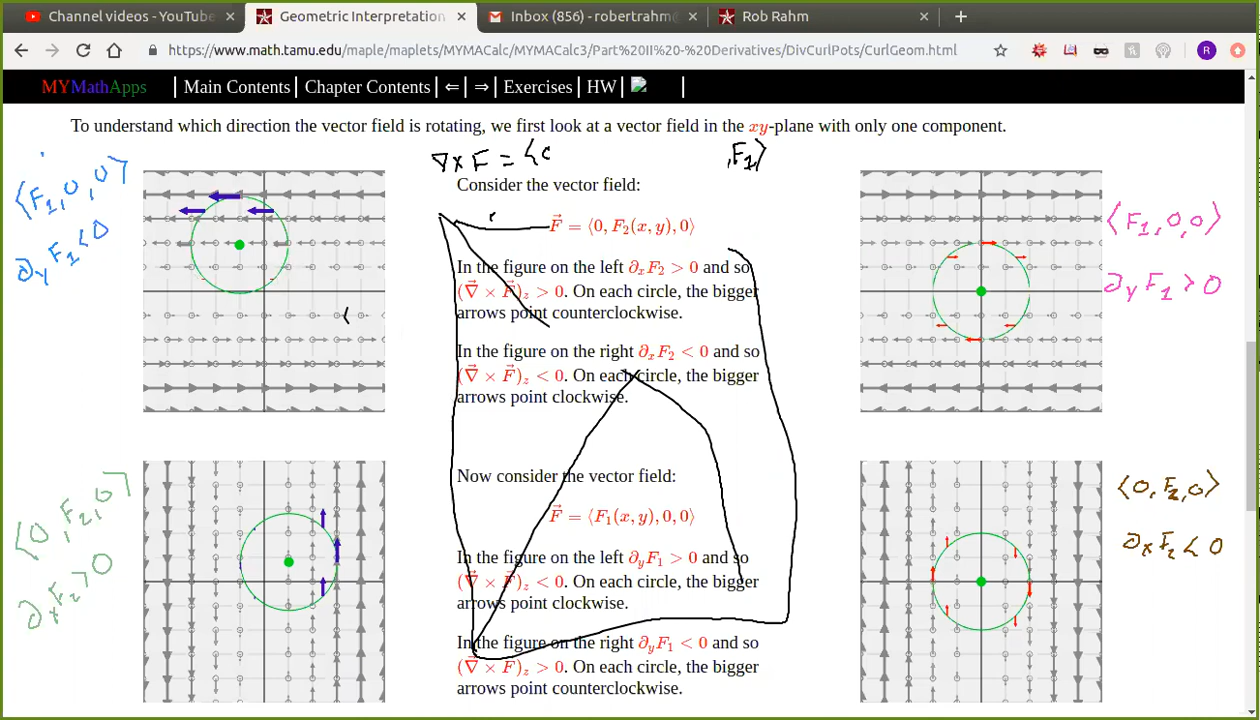 Channel videos - YouTube
Geometric Interpretation
Inbox (856) - robertrahm@
Rob Rahm
https://www.math.tamu.edu/maple/maplets/MYMACalc/MYMACalc3/Part%20II%20-%20Derivatives/DivCurlPots/CurlGeom.html
R
MYMathApps | Main Contents | Chapter Contents | ⇐ | ⇒ | Exercises | HW | |
To understand which direction the vector field is rotating, we first look at a vector field in the xy-plane with only one component.
∇ × F = ⟨ , F₁⟩
⟨F₁, 0, 0⟩
∂yF₁ < 0
Consider the vector field:
F⃗ = ⟨0, F₂(x, y), 0⟩
In the figure on the left ∂ₓF₂ > 0 and so
(∇⃗ × F⃗)z > 0. On each circle, the bigger
arrows point counterclockwise.
In the figure on the right ∂ₓF₂ < 0 and so
(∇⃗ × F⃗)z < 0. On each circle, the bigger
arrows point clockwise.
⟨F₁, 0, 0⟩
∂yF₁ > 0
⟨0, F₂, 0⟩
∂ₓF₂ > 0
Now consider the vector field:
F⃗ = ⟨F₁(x, y), 0, 0⟩
In the figure on the left ∂yF₁ > 0 and so
(∇⃗ × F⃗)z < 0. On each circle, the bigger
arrows point clockwise.
In the figure on the right ∂yF₁ < 0 and so
(∇⃗ × F⃗)z > 0. On each circle, the bigger
arrows point counterclockwise.
⟨0, F₂, 0⟩
∂ₓF₂ < 0